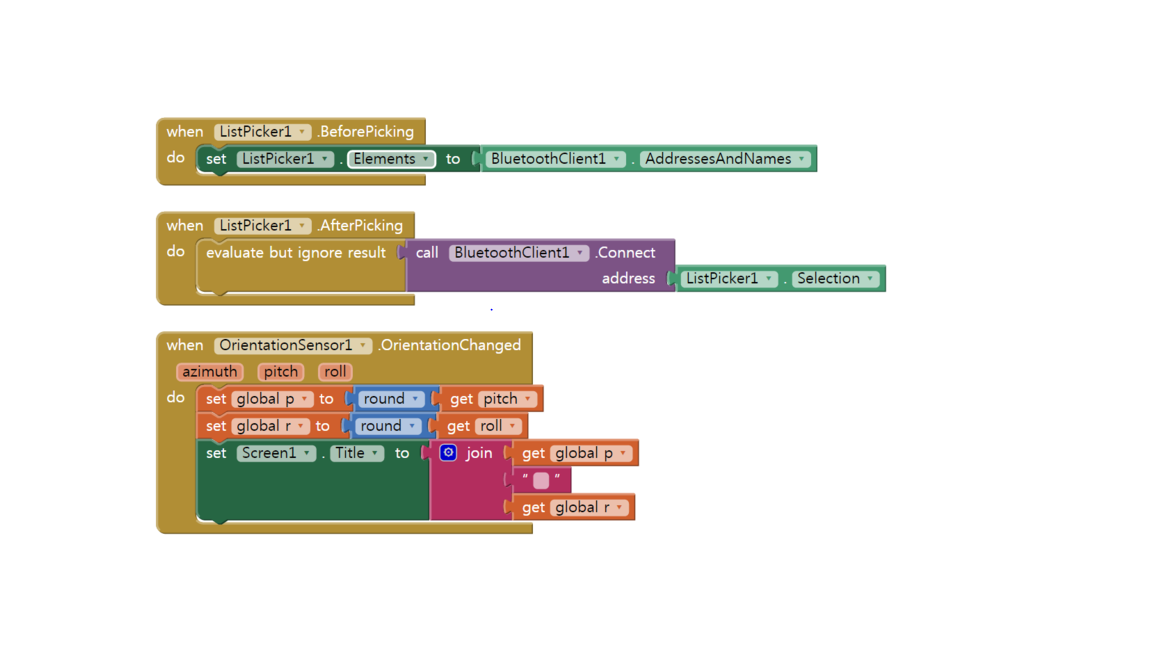 when ListPicker1 .BeforePicking
do set ListPicker1 . Elements to BluetoothClient1 . AddressesAndNames
when ListPicker1 .AfterPicking
do evaluate but ignore result call BluetoothClient1 .Connect
address ListPicker1 . Selection
when OrientationSensor1 .OrientationChanged
azimuth pitch roll
do set global p to round get pitch
set global r to round get roll
set Screen1 . Title to join get global p
“ ”
get global r